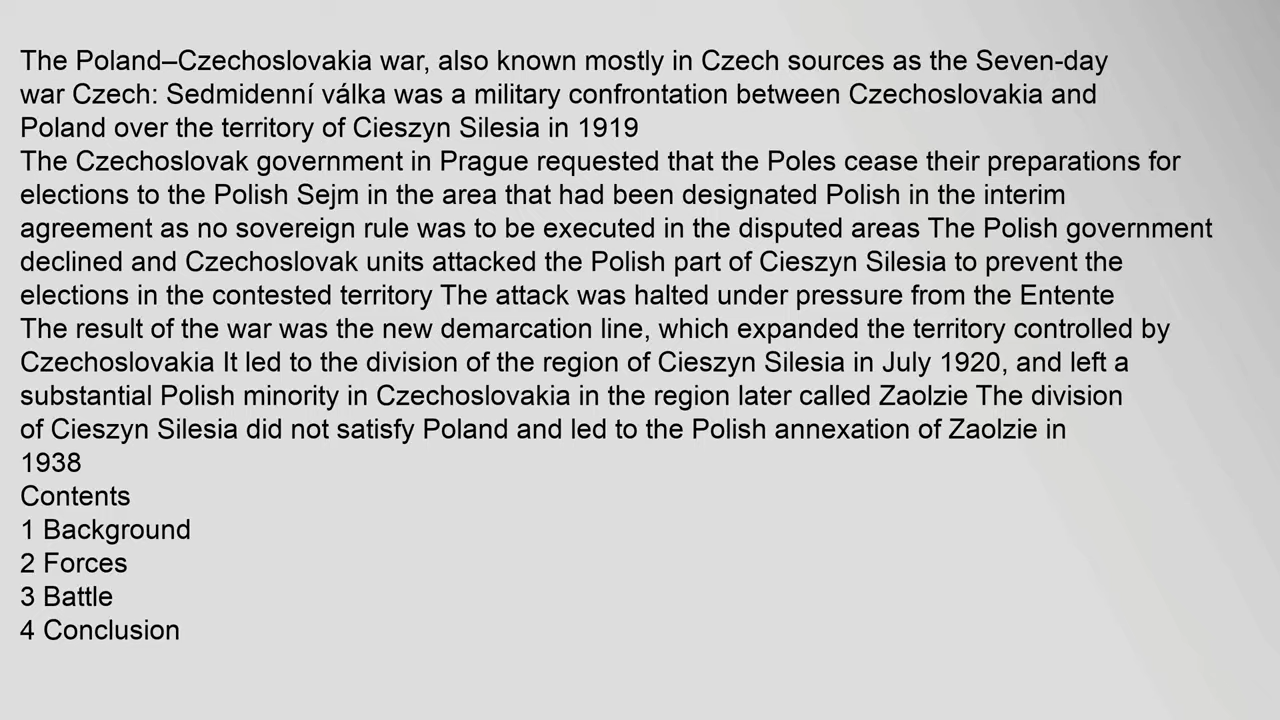 The Poland–Czechoslovakia war, also known mostly in Czech sources as the Seven-day
war Czech: Sedmidenní válka was a military confrontation between Czechoslovakia and
Poland over the territory of Cieszyn Silesia in 1919
The Czechoslovak government in Prague requested that the Poles cease their preparations for
elections to the Polish Sejm in the area that had been designated Polish in the interim
agreement as no sovereign rule was to be executed in the disputed areas The Polish government
declined and Czechoslovak units attacked the Polish part of Cieszyn Silesia to prevent the
elections in the contested territory The attack was halted under pressure from the Entente
The result of the war was the new demarcation line, which expanded the territory controlled by
Czechoslovakia It led to the division of the region of Cieszyn Silesia in July 1920, and left a
substantial Polish minority in Czechoslovakia in the region later called Zaolzie The division
of Cieszyn Silesia did not satisfy Poland and led to the Polish annexation of Zaolzie in
1938
Contents
1 Background
2 Forces
3 Battle
4 Conclusion